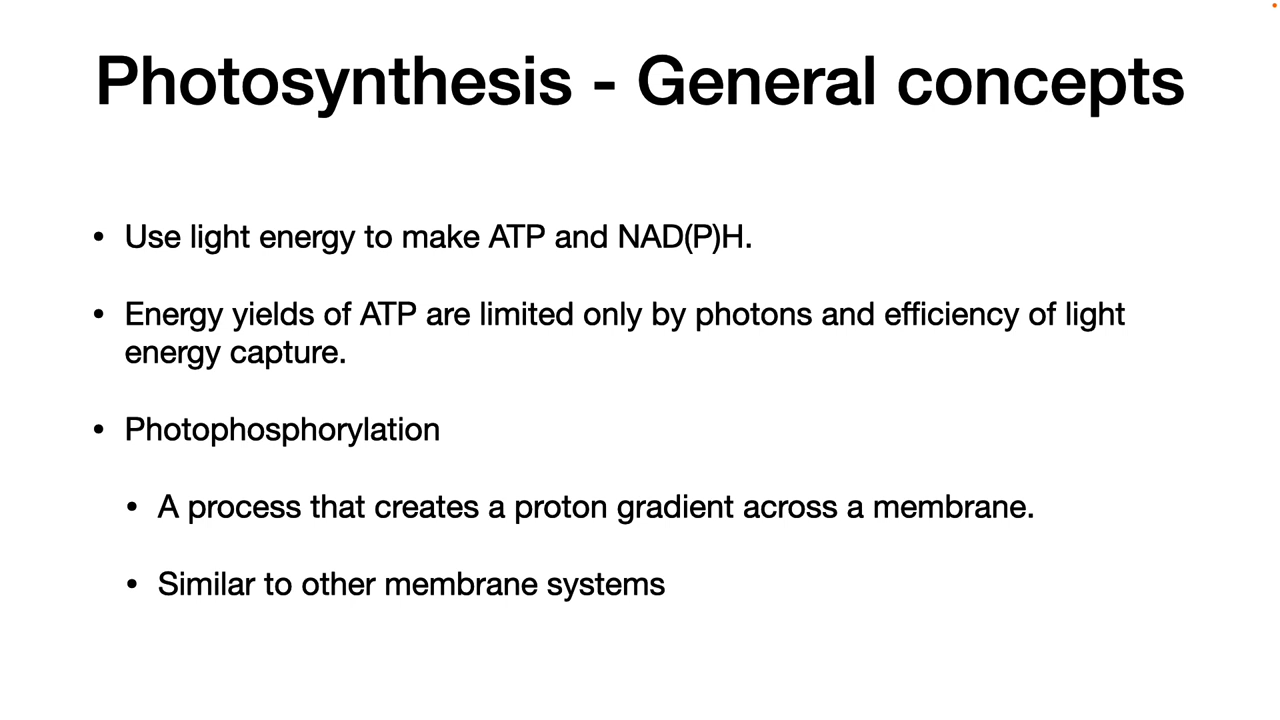 Photosynthesis - General concepts
• Use light energy to make ATP and NAD(P)H.
• Energy yields of ATP are limited only by photons and efficiency of light
energy capture.
• Photophosphorylation
• A process that creates a proton gradient across a membrane.
• Similar to other membrane systems